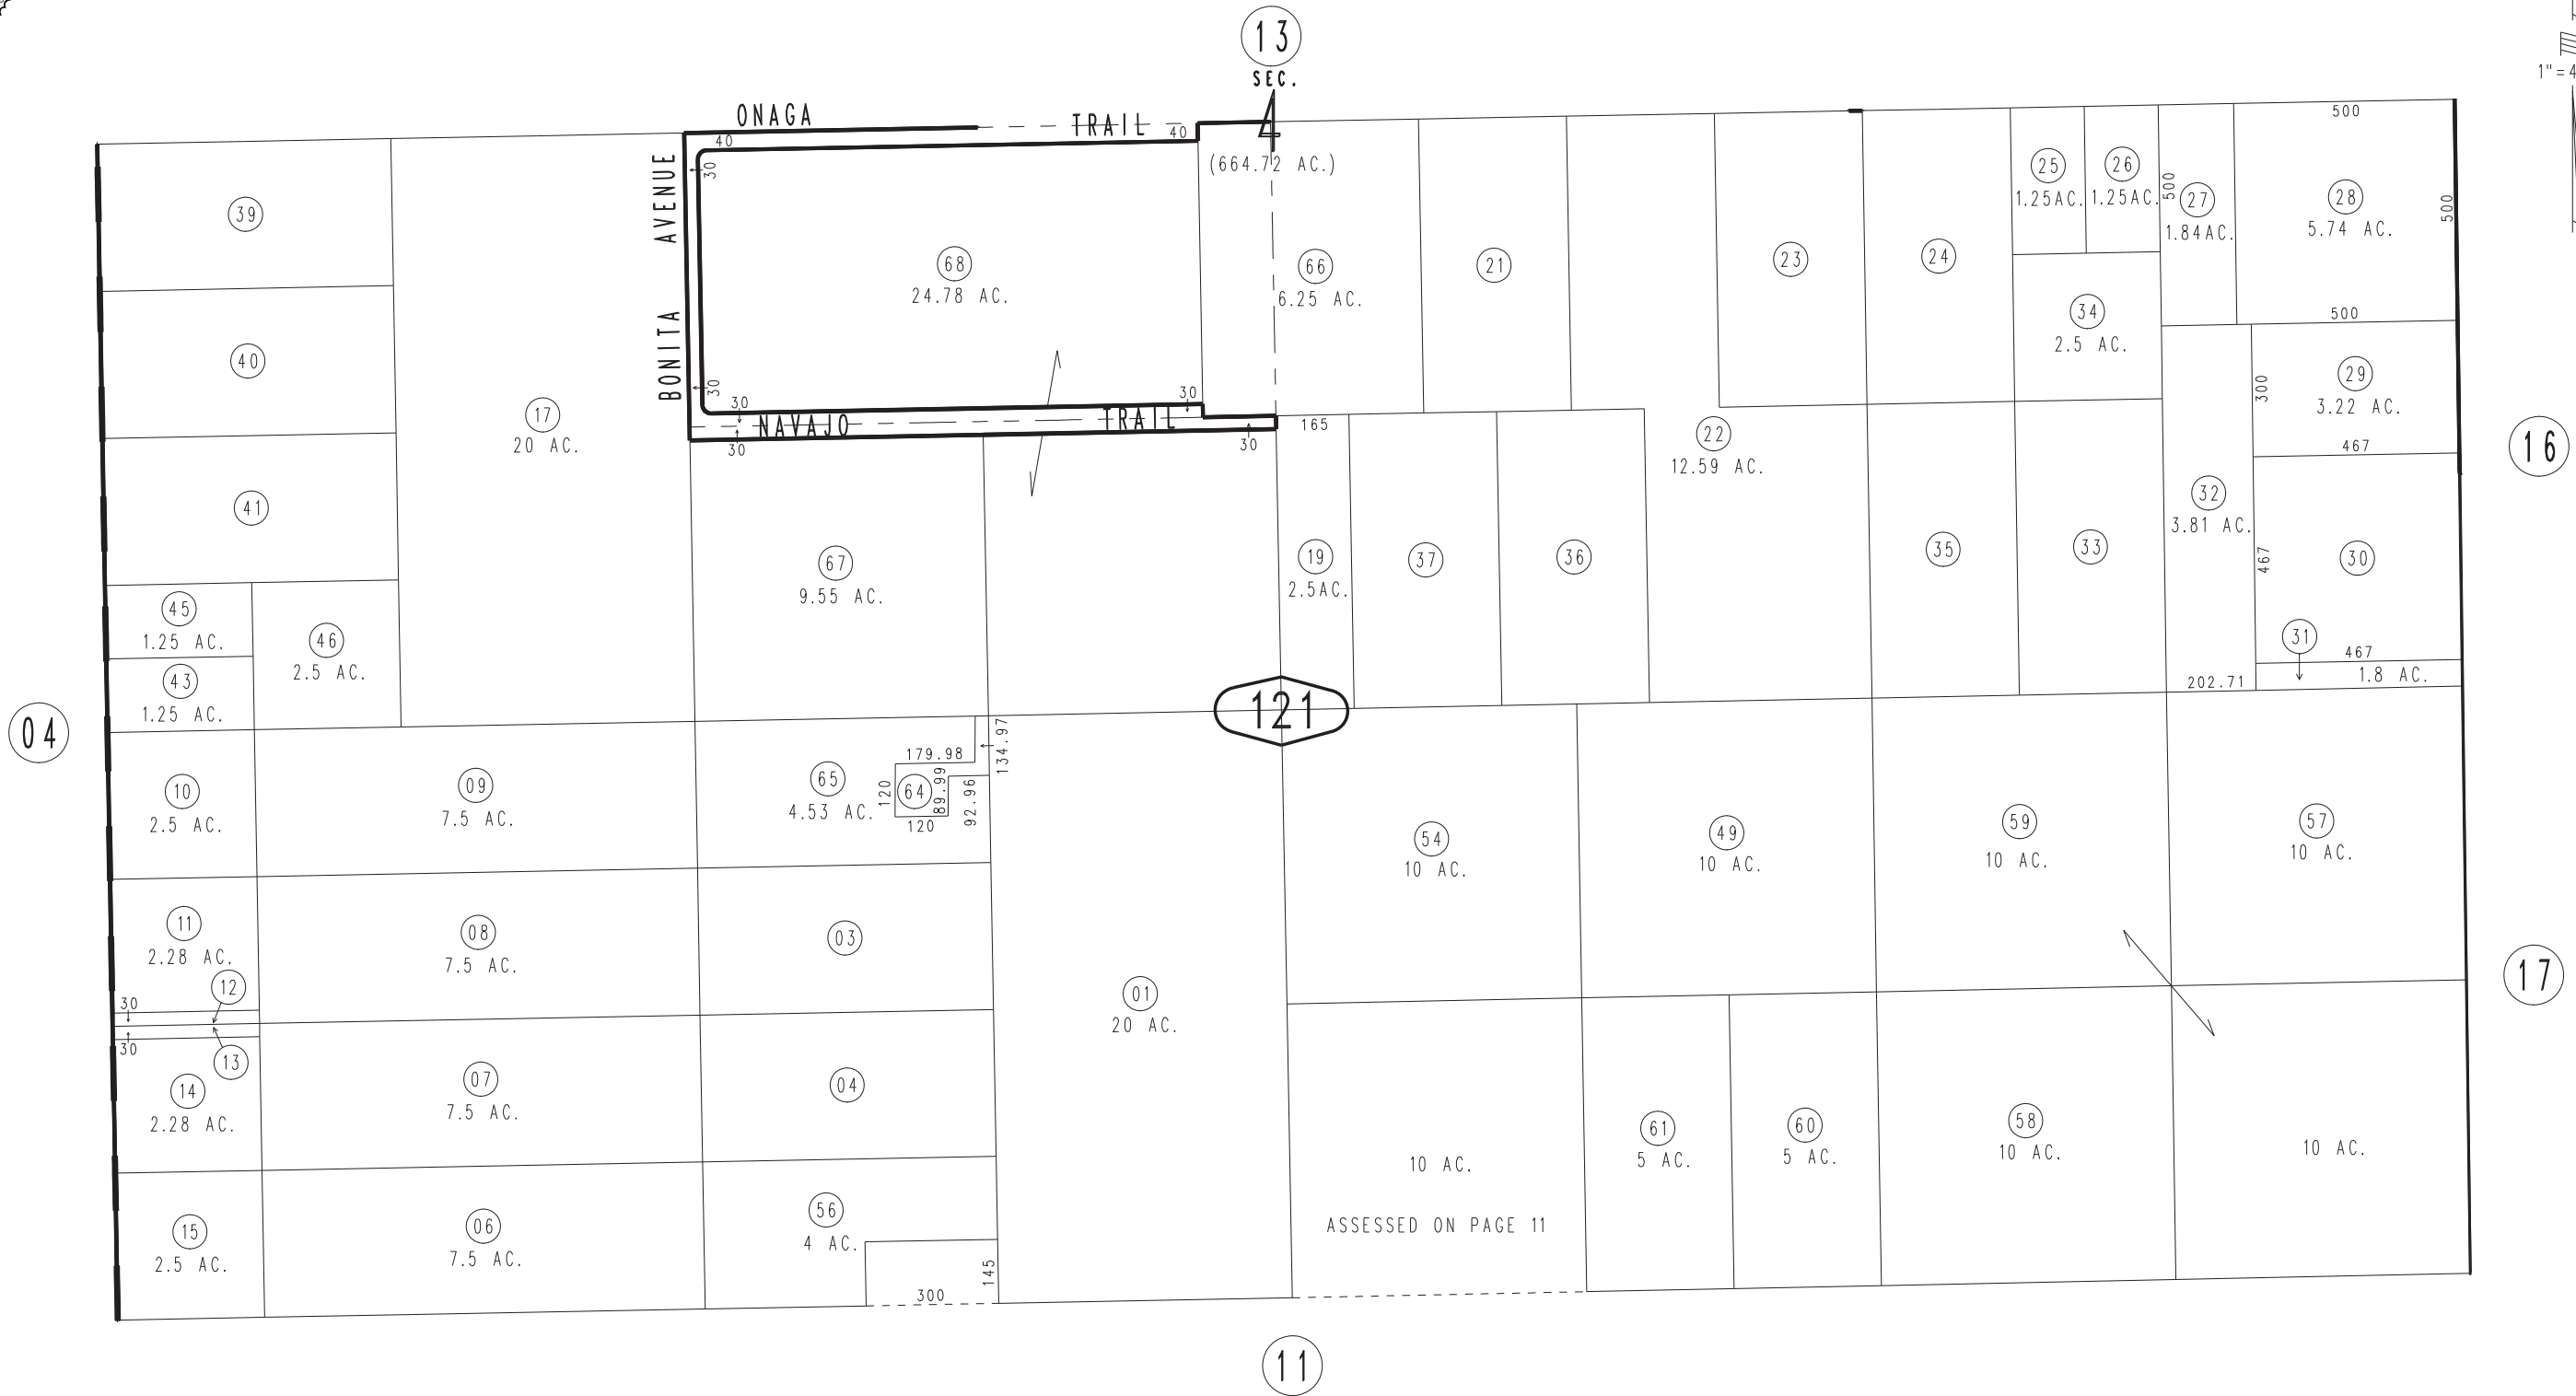 13
SEC.
4
(664.72 AC.)
1"=4
ONAGA TRAIL
40
40
BONITA AVENUE
30
30
NAVAJO TRAIL
30
30
30
30
39
40
41
17
20 AC.
68
24.78 AC.
66
6.25 AC.
21
23
24
25
1.25AC.
26
1.25AC.
500
27
1.84AC.
500
28
5.74 AC.
500
500
34
2.5 AC.
29
3.22 AC.
300
467
22
12.59 AC.
165
16
32
3.81 AC.
467
30
31
467
1.8 AC.
202.71
45
1.25 AC.
43
1.25 AC.
46
2.5 AC.
67
9.55 AC.
19
2.5AC.
37
36
35
33
04
121
10
2.5 AC.
09
7.5 AC.
65
4.53 AC.
179.98
134.97
120
64
89.99
92.96
120
54
10 AC.
49
10 AC.
59
10 AC.
57
10 AC.
11
2.28 AC.
12
30
30
13
08
7.5 AC.
03
01
20 AC.
17
14
2.28 AC.
07
7.5 AC.
04
10 AC.
ASSESSED ON PAGE 11
61
5 AC.
60
5 AC.
58
10 AC.
10 AC.
15
2.5 AC.
06
7.5 AC.
56
4 AC.
145
300
11